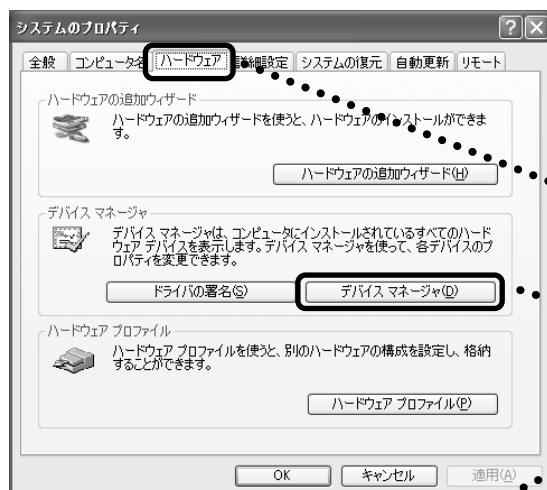 システムのプロパティ
全般 コンピュータ名 ハードウェア 詳細設定 システムの復元 自動更新 リモート
ハードウェアの追加ウィザード
ハードウェアの追加ウィザードを使うと、ハードウェアのインストールができま
す。
ハードウェアの追加ウィザード(H)
デバイス マネージャ
デバイス マネージャは、コンピュータにインストールされているすべてのハード
ウェア デバイスを表示します。デバイス マネージャを使って、各デバイスのプ
ロパティを変更できます。
ドライバの署名(S) デバイス マネージャ(D)
ハードウェア プロファイル
ハードウェア プロファイルを使うと、別のハードウェアの構成を設定し、格納
することができます。
ハードウェア プロファイル(P)
OK キャンセル 適用(A)